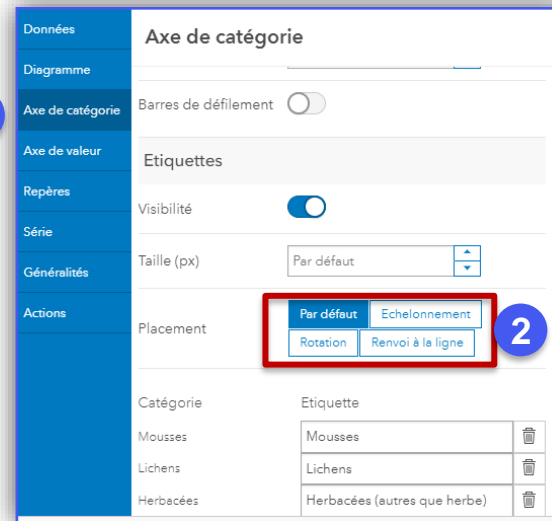 Données
Diagramme
Axe de catégorie
Axe de valeur
Repères
Série
Généralités
Actions
Axe de catégorie
Barres de défilement
Etiquettes
Visibilité
Taille (px) Par défaut
Placement
Par défaut Echelonnement
Rotation Renvoi à la ligne
2
Catégorie Etiquette
Mousses Mousses
Lichens Lichens
Herbacées Herbacées (autres que herbe)